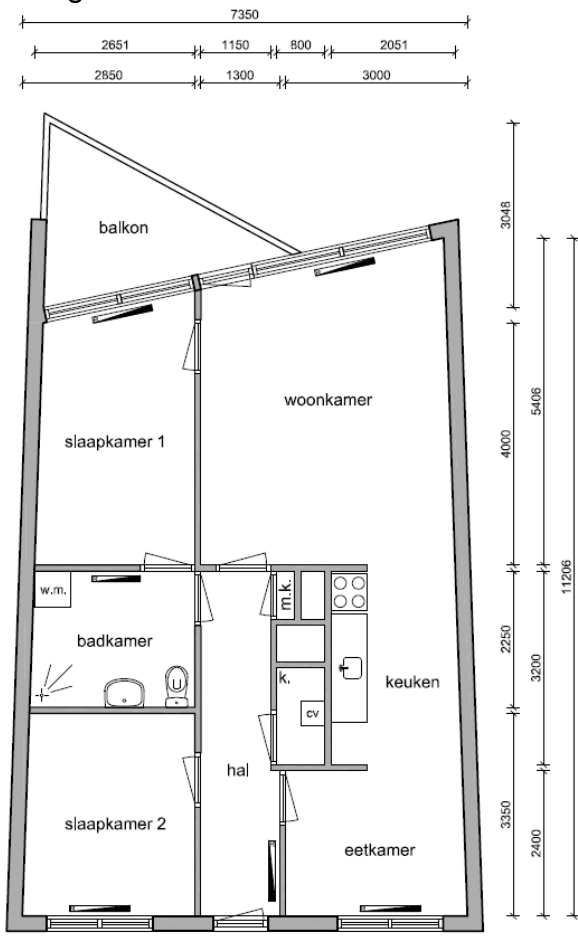 7350
2651 1150 800 2051
2850 1300 3000
3048
balkon
woonkamer
5406
4000
slaapkamer 1
11206
w.m.
m.k.
badkamer
2250
3200
k.
keuken
cv
hal
slaapkamer 2
3350
2400
eetkamer